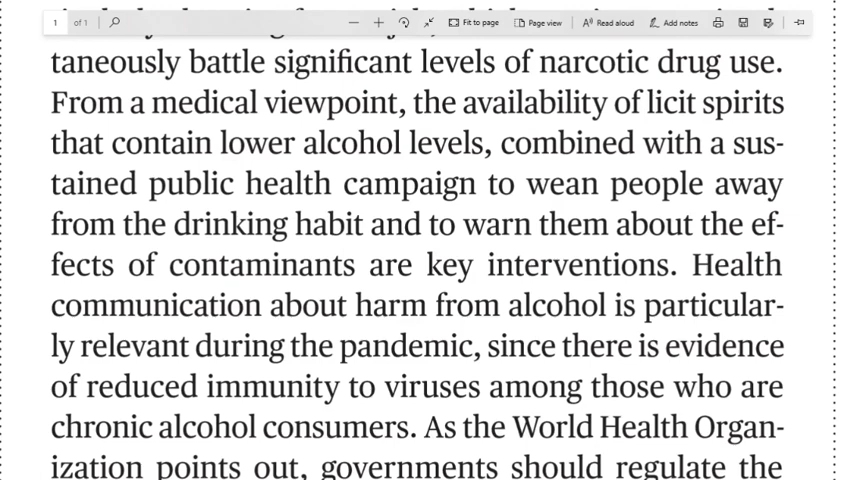 1 of 1 Fit to page Page view Read aloud Add notes
taneously battle significant levels of narcotic drug use.
From a medical viewpoint, the availability of licit spirits
that contain lower alcohol levels, combined with a sus-
tained public health campaign to wean people away
from the drinking habit and to warn them about the ef-
fects of contaminants are key interventions. Health
communication about harm from alcohol is particular-
ly relevant during the pandemic, since there is evidence
of reduced immunity to viruses among those who are
chronic alcohol consumers. As the World Health Organ-
ization points out, governments should regulate the